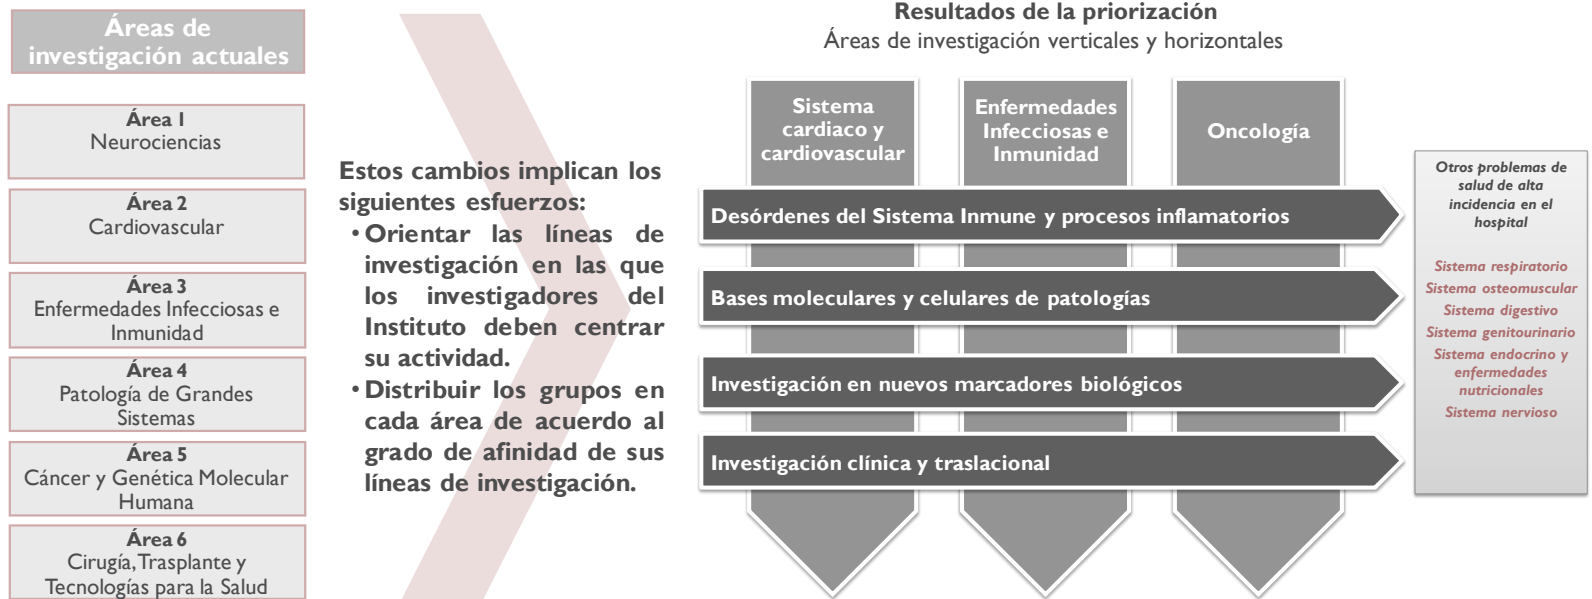 Áreas de
investigación actuales
Área 1
Neurociencias
Área 2
Cardiovascular
Área 3
Enfermedades Infecciosas e
Inmunidad
Área 4
Patología de Grandes
Sistemas
Área 5
Cáncer y Genética Molecular
Humana
Área 6
Cirugía, Trasplante y
Tecnologías para la Salud
Estos cambios implican los
siguientes esfuerzos:
• Orientar las líneas de
investigación en las que
los investigadores del
Instituto deben centrar
su actividad.
• Distribuir los grupos en
cada área de acuerdo al
grado de afinidad de sus
líneas de investigación.
Resultados de la priorización
Áreas de investigación verticales y horizontales
Sistema
cardiaco y
cardiovascular
Enfermedades
Infecciosas e
Inmunidad
Oncología
Desórdenes del Sistema Inmune y procesos inflamatorios
Bases moleculares y celulares de patologías
Investigación en nuevos marcadores biológicos
Investigación clínica y traslacional
Otros problemas de
salud de alta
incidencia en el
hospital
Sistema respiratorio
Sistema osteomuscular
Sistema digestivo
Sistema genitourinario
Sistema endocrino y
enfermedades
nutricionales
Sistema nervioso